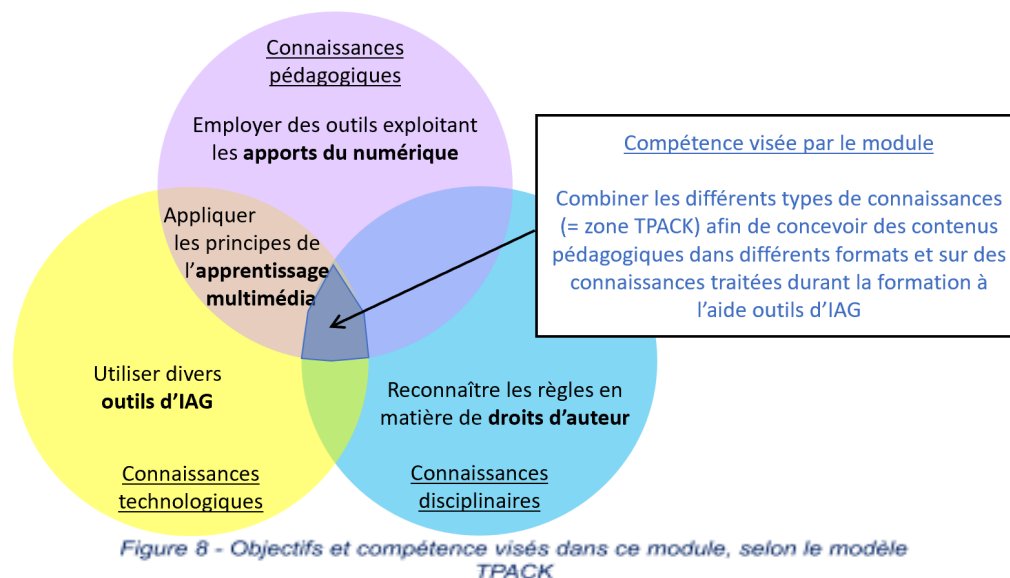 Connaissances
pédagogiques
Employer des outils exploitant
les apports du numérique
Compétence visée par le module
Combiner les différents types de connaissances
(= zone TPACK) afin de concevoir des contenus
pédagogiques dans différents formats et sur des
connaissances traitées durant la formation à
l’aide outils d’IAG
Appliquer
les principes de
l’apprentissage
multimédia
Utiliser divers
outils d’IAG
Reconnaître les règles en
matière de droits d’auteur
Connaissances
technologiques
Connaissances
disciplinaires
Figure 8 - Objectifs et compétence visés dans ce module, selon le modèle
TPACK